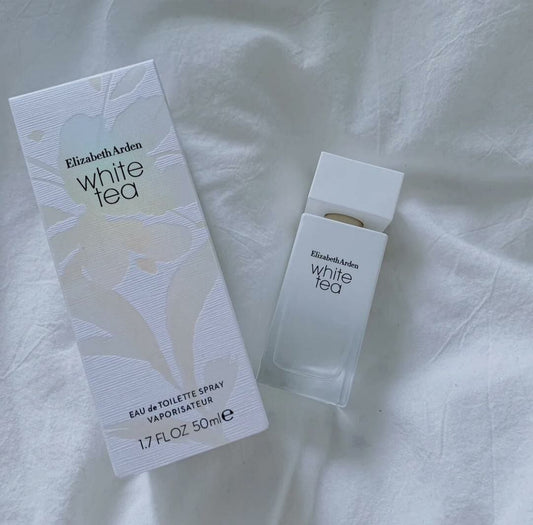 Elizabeth Arden
white
tea
EAU de TOILETTE SPRAY
VAPORISATEUR
1.7 FL OZ 50ml℮
Elizabeth Arden
white
tea